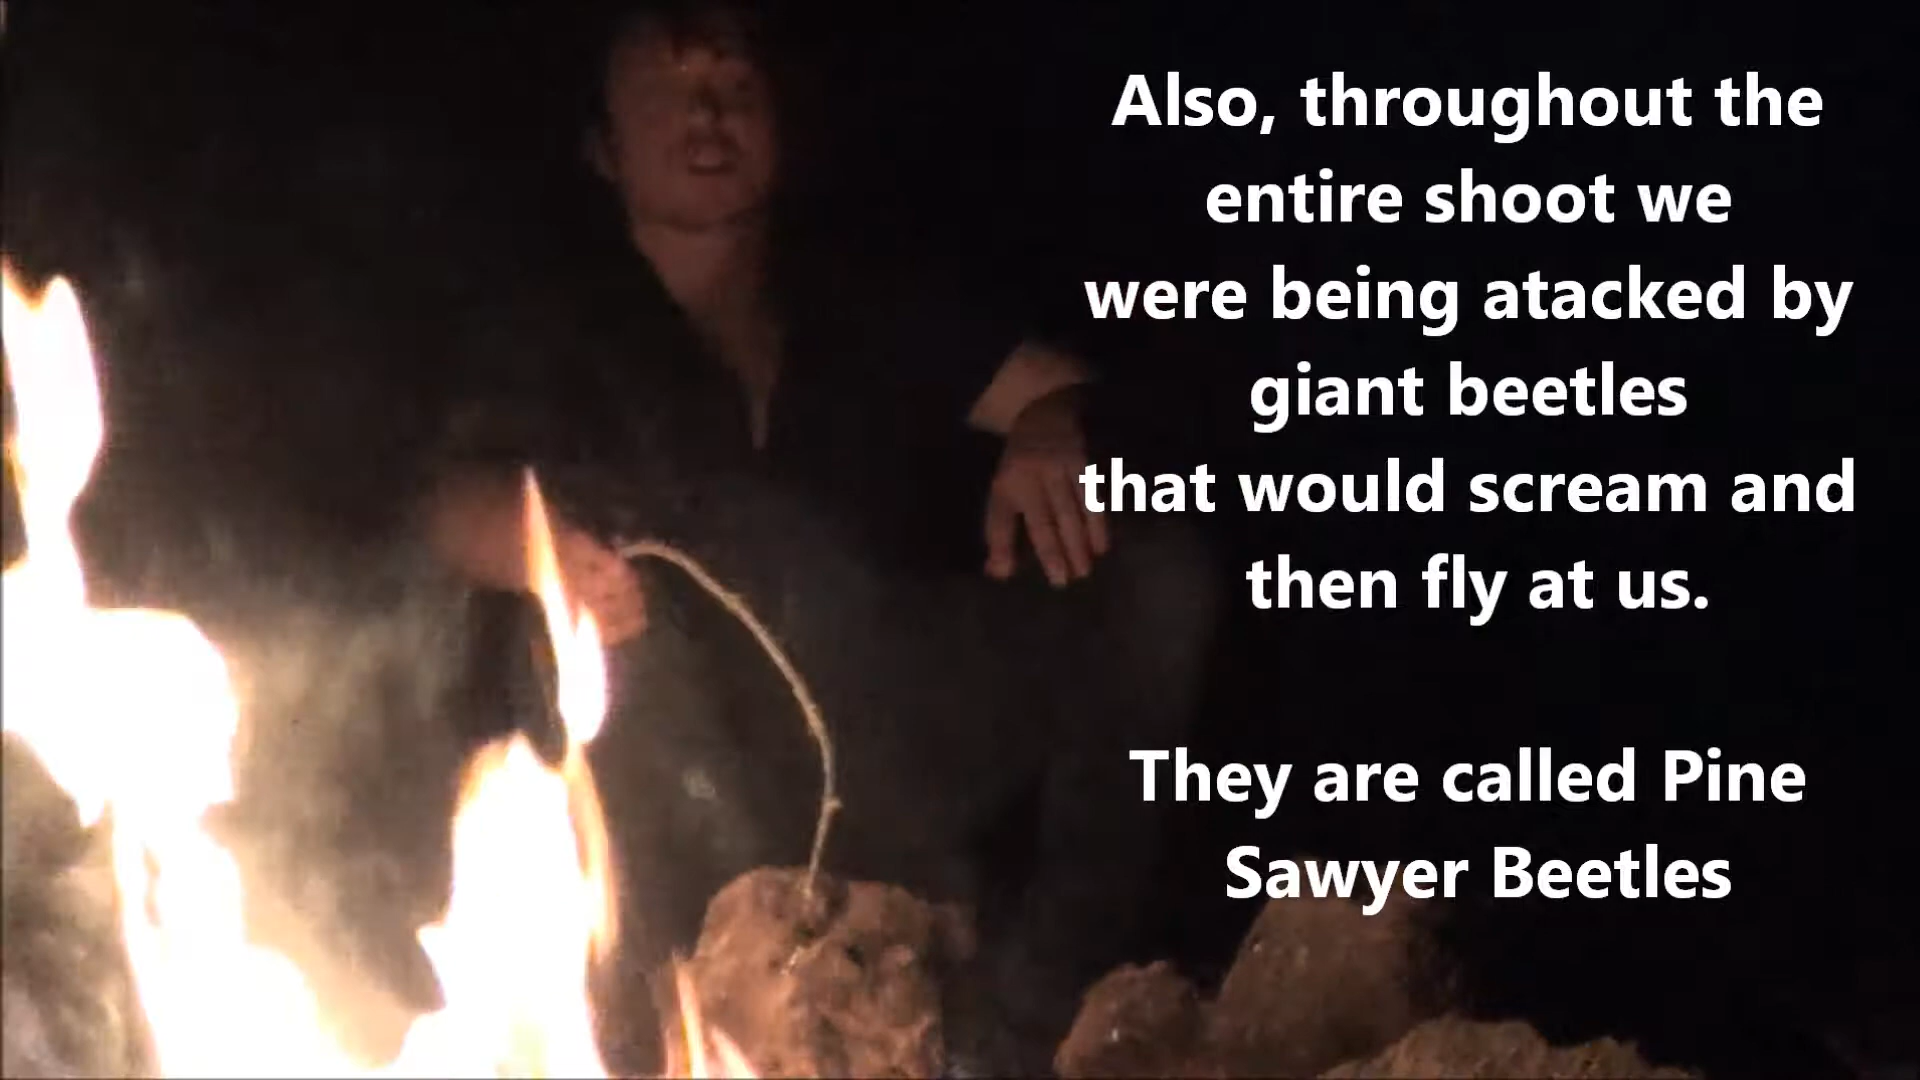 Also, throughout the
entire shoot we
were being atacked by
giant beetles
that would scream and
then fly at us.
They are called Pine
Sawyer Beetles